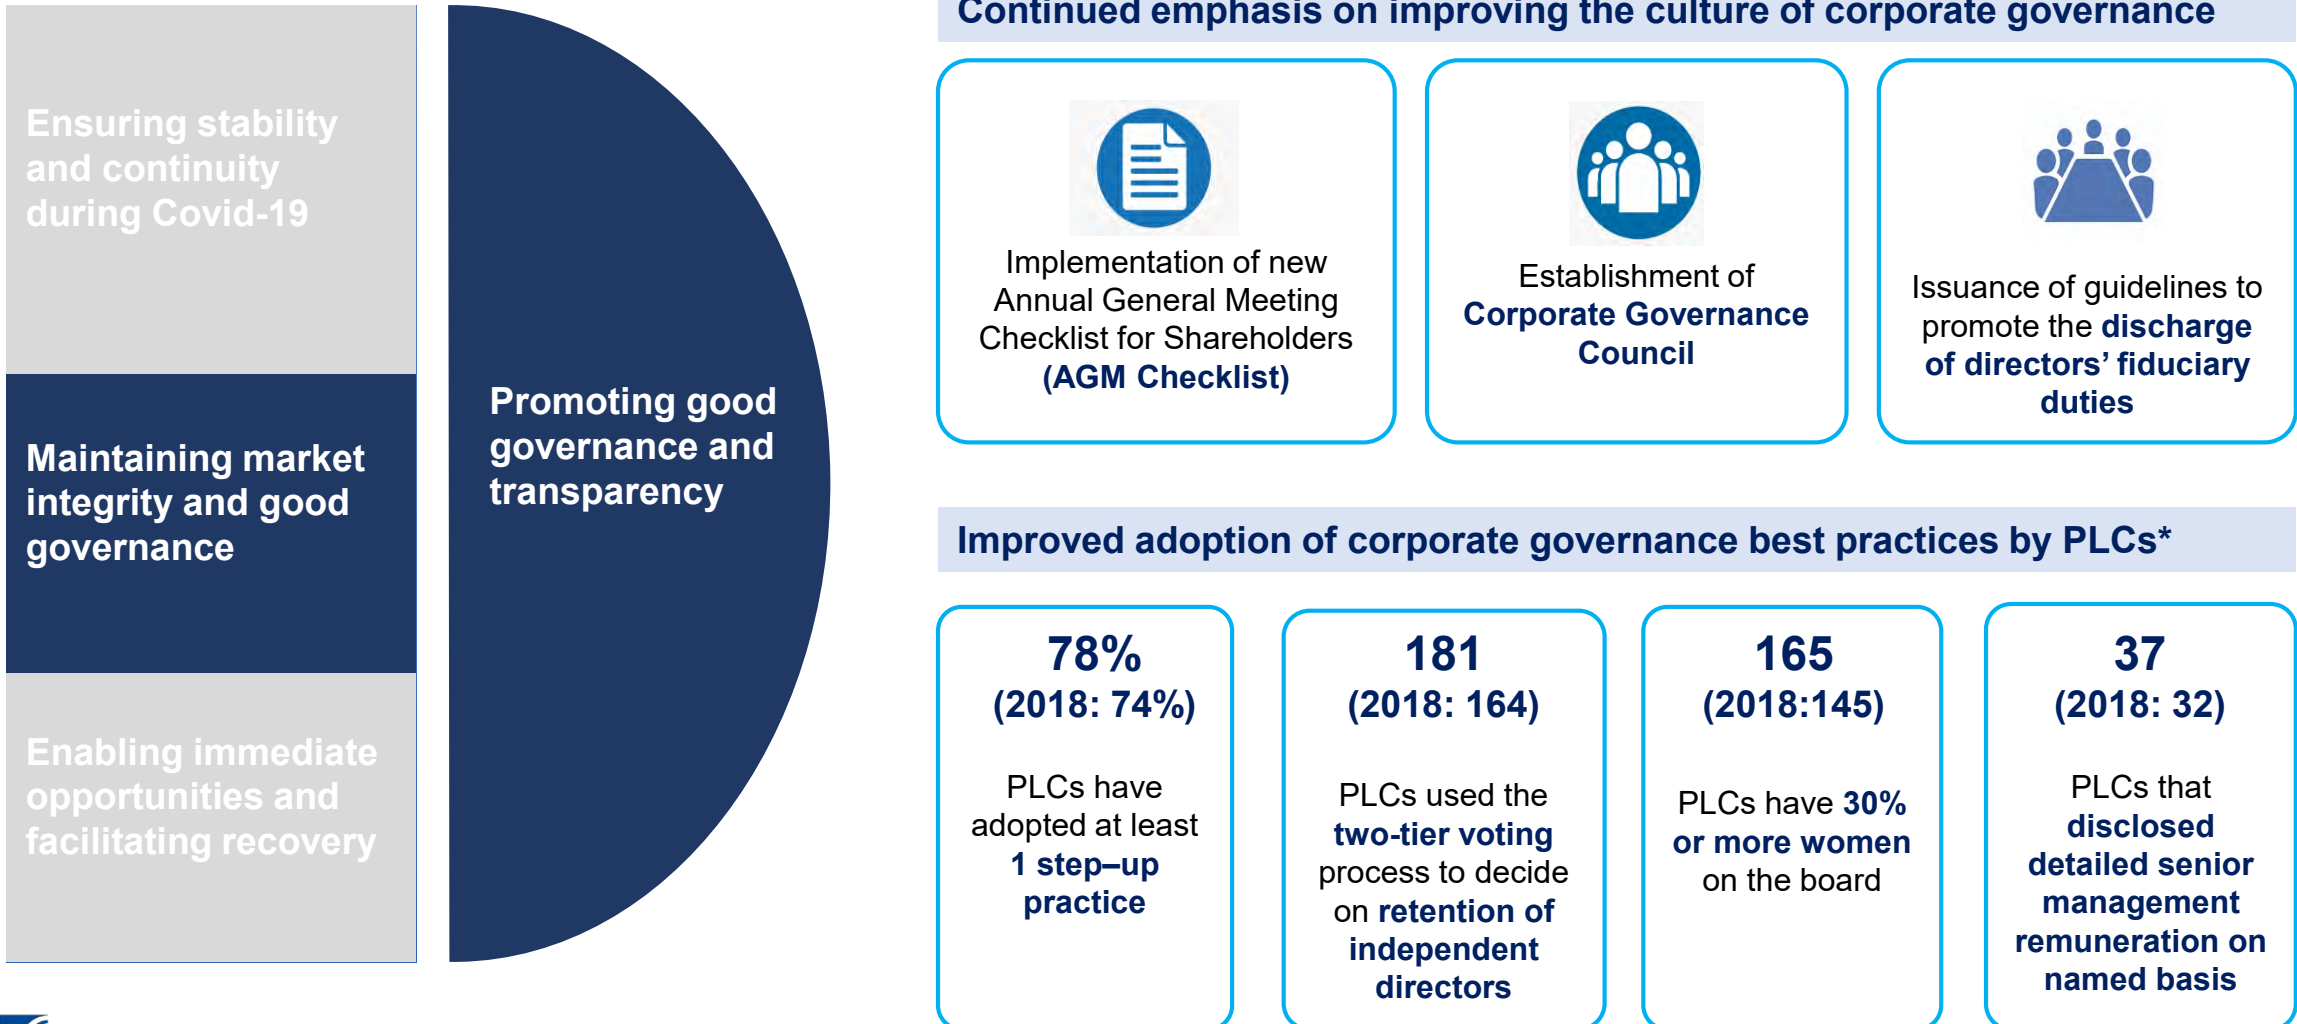 Ensuring stability
and continuity
during Covid-19
Maintaining market
integrity and good
governance
Enabling immediate
opportunities and
facilitating recovery
Promoting good
governance and
transparency
Continued emphasis on improving the culture of corporate governance
Implementation of new
Annual General Meeting
Checklist for Shareholders
(AGM Checklist)
Establishment of
Corporate Governance
Council
Issuance of guidelines to
promote the discharge
of directors’ fiduciary
duties
Improved adoption of corporate governance best practices by PLCs*
78%
(2018: 74%)
PLCs have
adopted at least
1 step–up
practice
181
(2018: 164)
PLCs used the
two-tier voting
process to decide
on retention of
independent
directors
165
(2018:145)
PLCs have 30%
or more women
on the board
37
(2018: 32)
PLCs that
disclosed
detailed senior
management
remuneration on
named basis